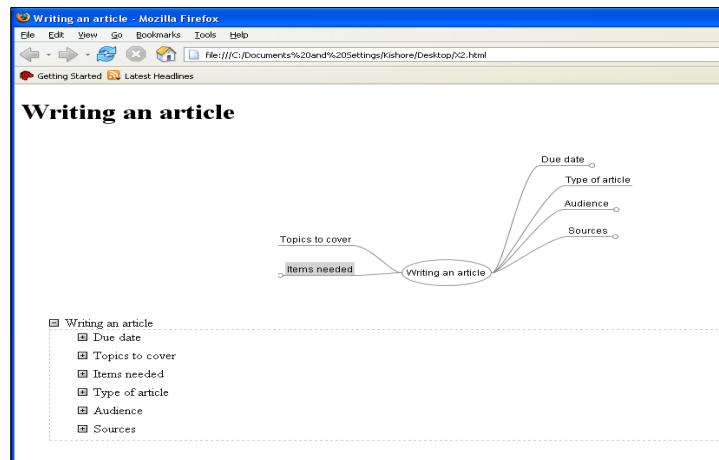 Writing an article - Mozilla Firefox
File Edit View Go Bookmarks Tools Help
file:///C:/Documents%20and%20Settings/Kishore/Desktop/X2.html
Getting Started Latest Headlines
Writing an article
Due date
Type of article
Audience
Sources
Topics to cover
Items needed
Writing an article
Writing an article
Due date
Topics to cover
Items needed
Type of article
Audience
Sources